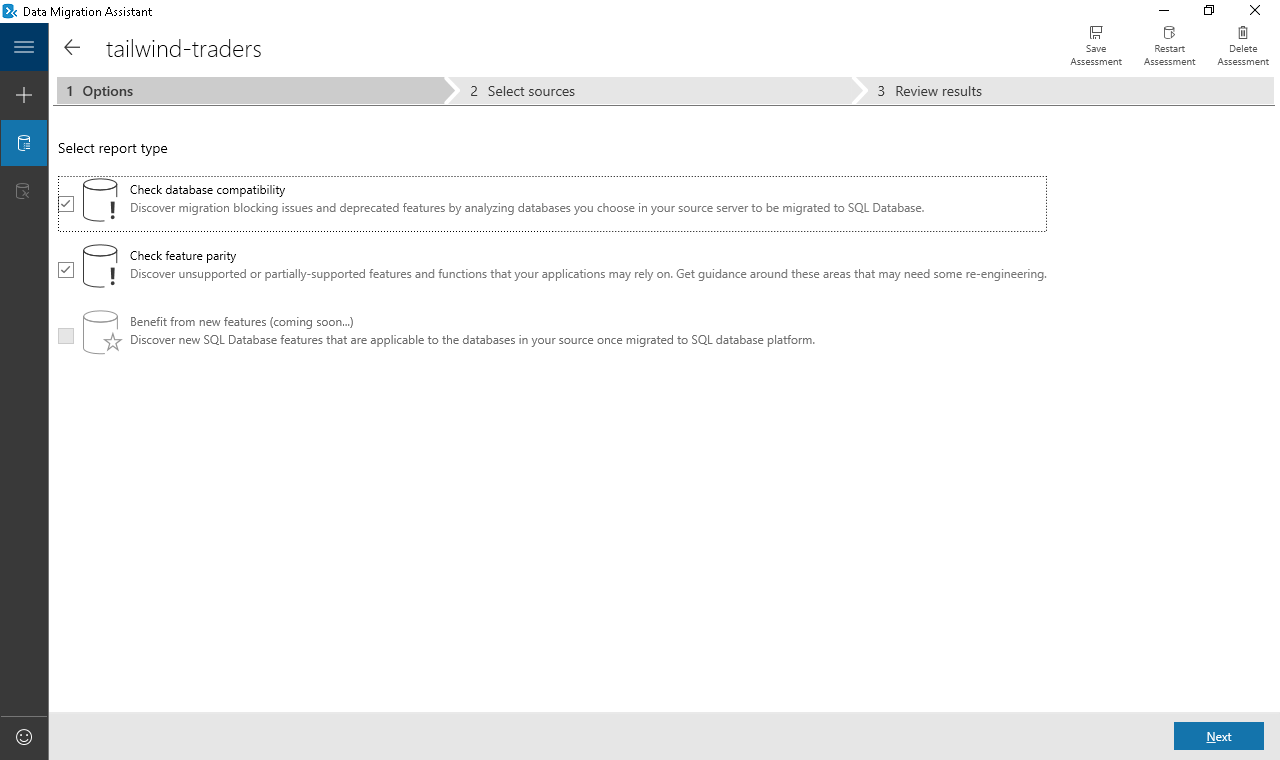 Data Migration Assistant
tailwind-traders
Save Assessment
Restart Assessment
Delete Assessment
1 Options
2 Select sources
3 Review results
Select report type
Check database compatibility
Discover migration blocking issues and deprecated features by analyzing databases you choose in your source server to be migrated to SQL Database.
Check feature parity
Discover unsupported or partially-supported features and functions that your applications may rely on. Get guidance around these areas that may need some re-engineering.
Benefit from new features (coming soon...)
Discover new SQL Database features that are applicable to the databases in your source once migrated to SQL database platform.
Next